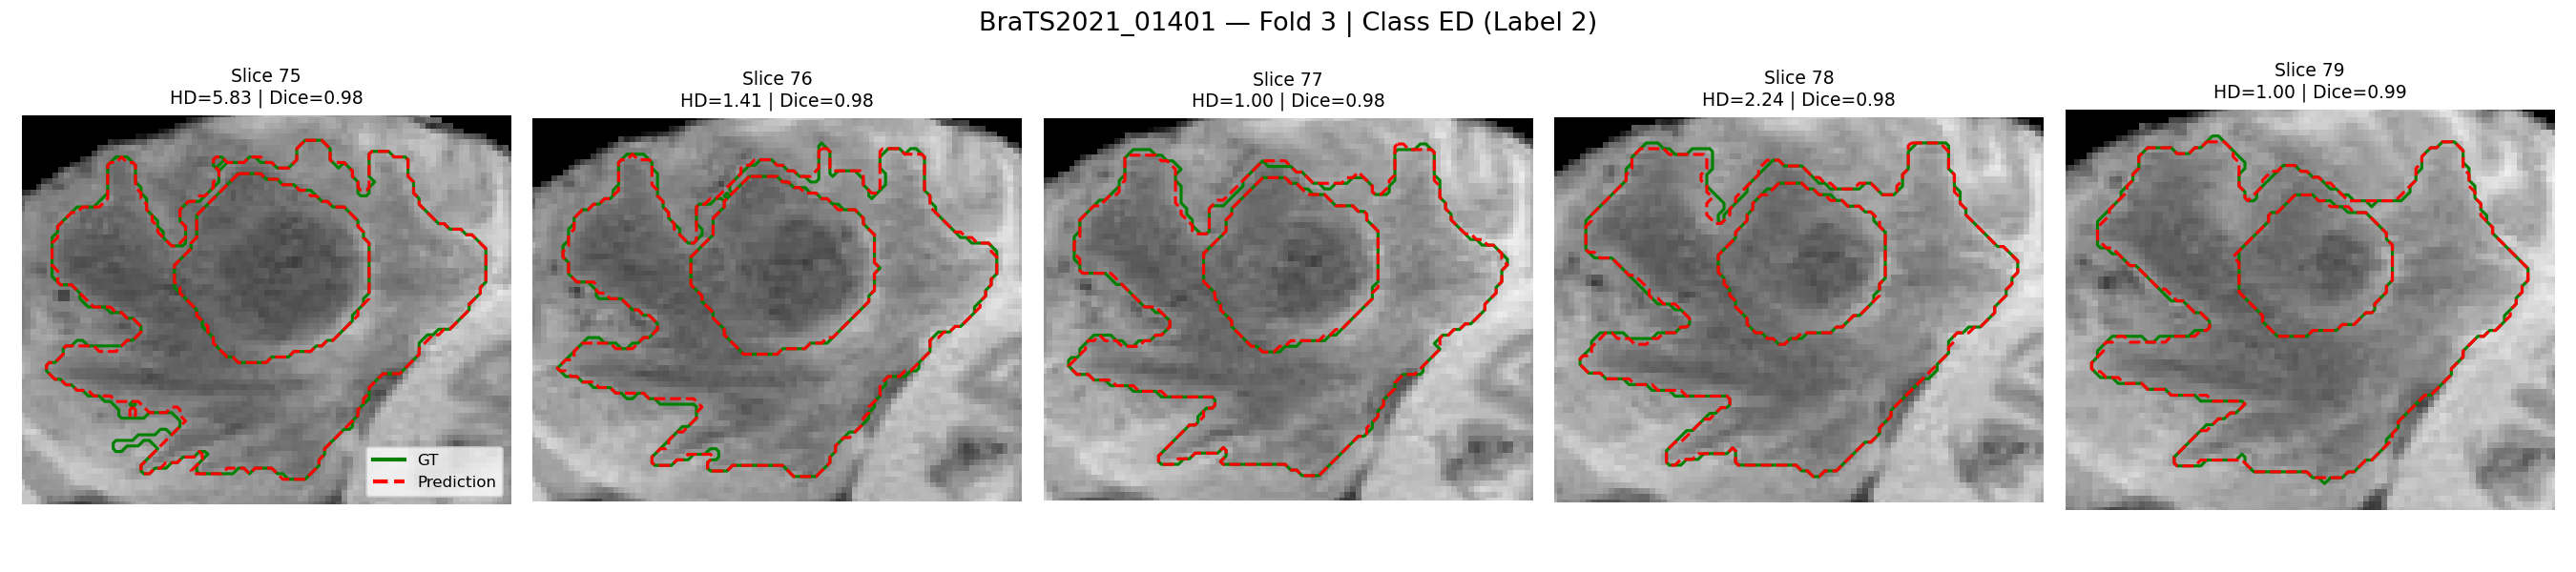 BraTS2021_01401 — Fold 3 | Class ED (Label 2)
Slice 75
HD=5.83 | Dice=0.98
Slice 76
HD=1.41 | Dice=0.98
Slice 77
HD=1.00 | Dice=0.98
Slice 78
HD=2.24 | Dice=0.98
Slice 79
HD=1.00 | Dice=0.99
GT
Prediction